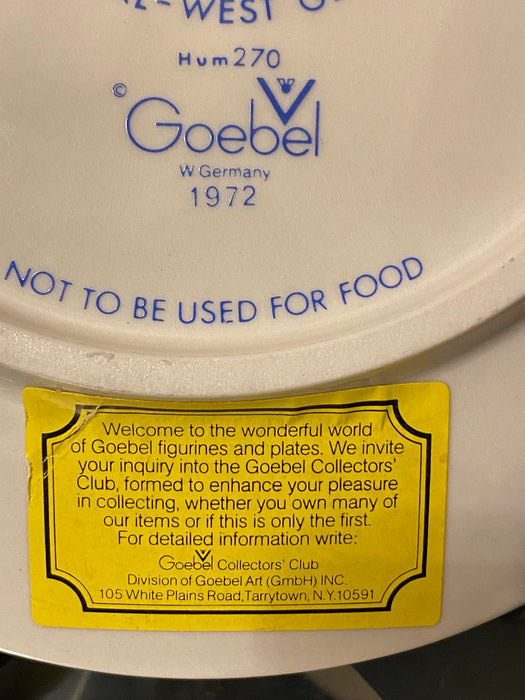 -WEST
Hum 270
© Goebel
W Germany
1972
NOT TO BE USED FOR FOOD
Welcome to the wonderful world
of Goebel figurines and plates. We invite
your inquiry into the Goebel Collectors'
Club, formed to enhance your pleasure
in collecting, whether you own many of
our items or if this is only the first.
For detailed information write:
Goebel Collectors' Club
Division of Goebel Art (GmbH) INC.
105 White Plains Road, Tarrytown, N.Y. 10591